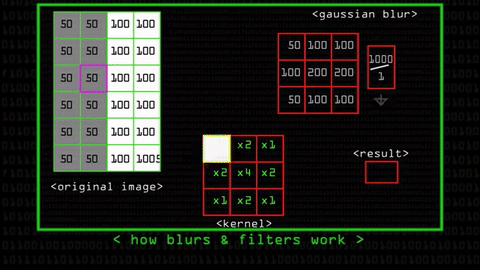 50 50 100 100
50 50 100 100
50 50 100 100
50 50 100 100
50 50 100 100
50 50 100 1005
<original image>
<gaussian blur>
50 100 100
100 200 200
50 100 100
1000
1
x2 x1
x2 x4 x2
x1 x2 x1
<kernel>
<result>
< how blurs & filters work >